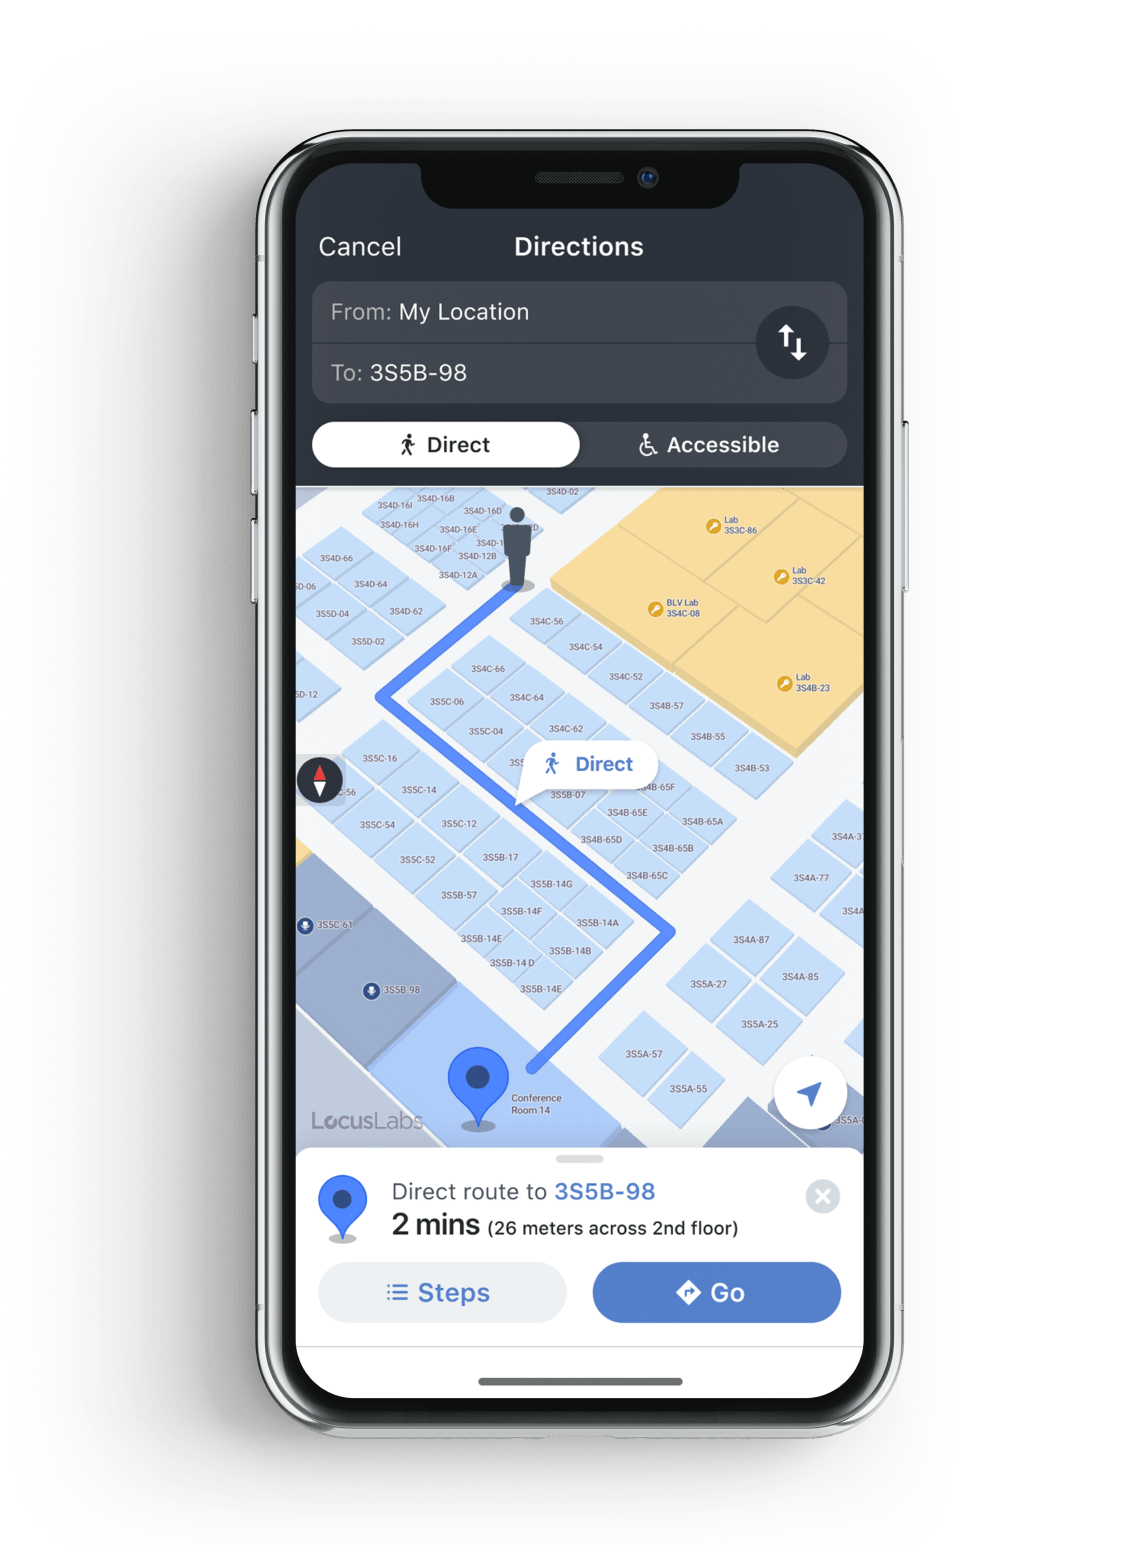 Cancel
Directions
From: My Location
To: 3S5B-98
Direct
Accessible
3S4D-16I
3S4D-16B
3S4D-02
3S4D-16H
3S4D-16D
3S4D-16E
3S4D-16F
3S4D-12B
3S4D-12A
Lab
3S3C-86
3S4D-66
3S4D-64
3S4D-62
3S5D-04
3S5D-02
Lab
3S3C-42
BLV Lab
3S4C-08
3S4C-56
3S4C-54
3S4C-52
3S4B-57
3S4B-55
3S4B-53
Lab
3S4B-23
3S4C-66
3S4C-64
3S4C-62
3S5C-06
3S5C-04
Direct
3S5B-07
3S4B-65E
3S4B-65A
3S4B-65D
3S4B-65B
3S4B-65C
3S5C-16
3S5C-14
3S5C-54
3S5C-12
3S5C-52
3S5B-17
3S5B-57
3S5B-14G
3S5B-14F
3S5B-14A
3S5B-14E
3S5B-14B
3S5B-14D
3S5B-14E
3S4A-77
3S4A-87
3S4A-85
3S5A-27
3S5A-25
3S5A-57
3S5A-55
3S5C-61
3S5B-98
Conference
Room 14
LocusLabs
Direct route to 3S5B-98
2 mins (26 meters across 2nd floor)
Steps
Go